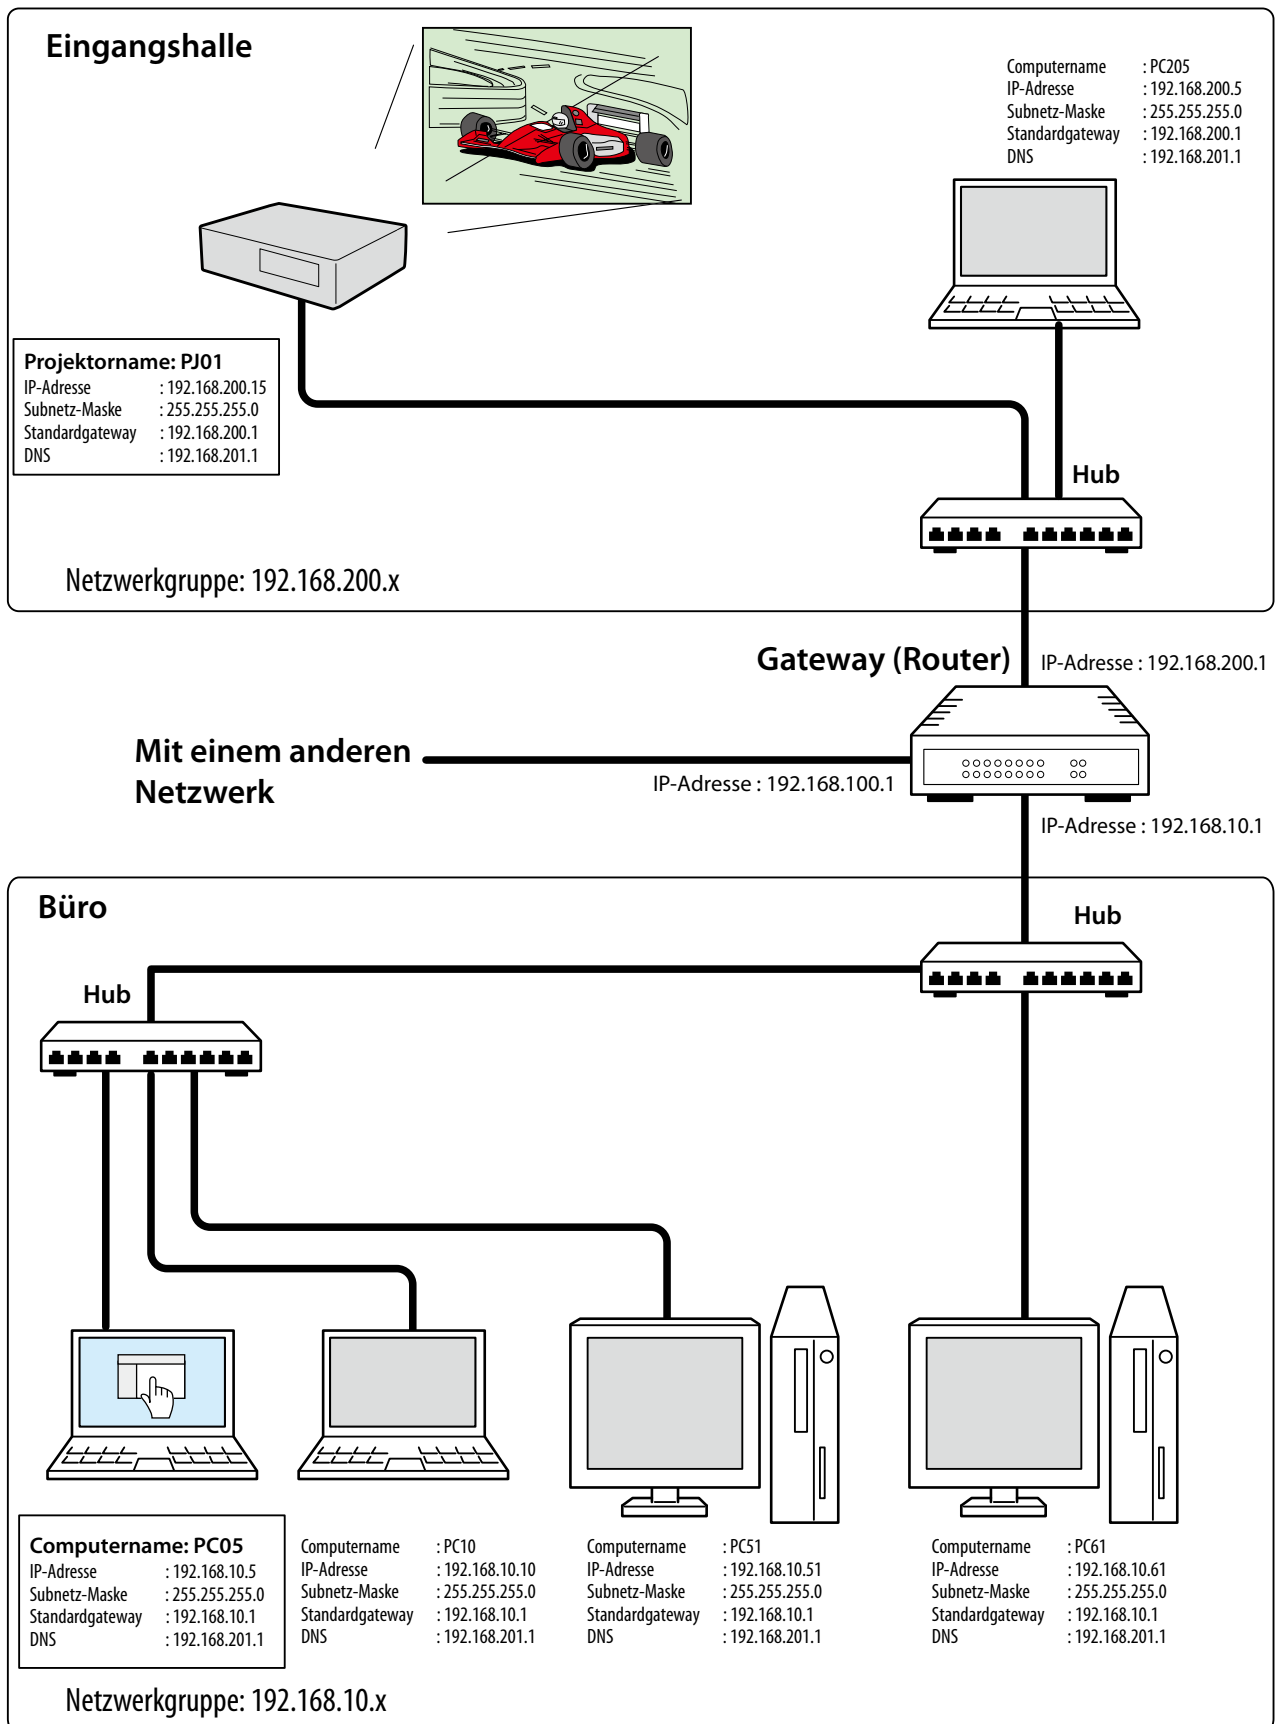 Eingangshalle
Computername : PC205
IP-Adresse : 192.168.200.5
Subnetz-Maske : 255.255.255.0
Standardgateway : 192.168.200.1
DNS : 192.168.201.1
Projektorname: PJ01
IP-Adresse : 192.168.200.15
Subnetz-Maske : 255.255.255.0
Standardgateway : 192.168.200.1
DNS : 192.168.201.1
Hub
Netzwerkgruppe: 192.168.200.x
Gateway (Router)
IP-Adresse : 192.168.200.1
Mit einem anderen
Netzwerk
IP-Adresse : 192.168.100.1
IP-Adresse : 192.168.10.1
Büro
Hub
Hub
Computername: PC05
IP-Adresse : 192.168.10.5
Subnetz-Maske : 255.255.255.0
Standardgateway : 192.168.10.1
DNS : 192.168.201.1
Computername : PC10
IP-Adresse : 192.168.10.10
Subnetz-Maske : 255.255.255.0
Standardgateway : 192.168.10.1
DNS : 192.168.201.1
Computername : PC51
IP-Adresse : 192.168.10.51
Subnetz-Maske : 255.255.255.0
Standardgateway : 192.168.10.1
DNS : 192.168.201.1
Computername : PC61
IP-Adresse : 192.168.10.61
Subnetz-Maske : 255.255.255.0
Standardgateway : 192.168.10.1
DNS : 192.168.201.1
Netzwerkgruppe: 192.168.10.x